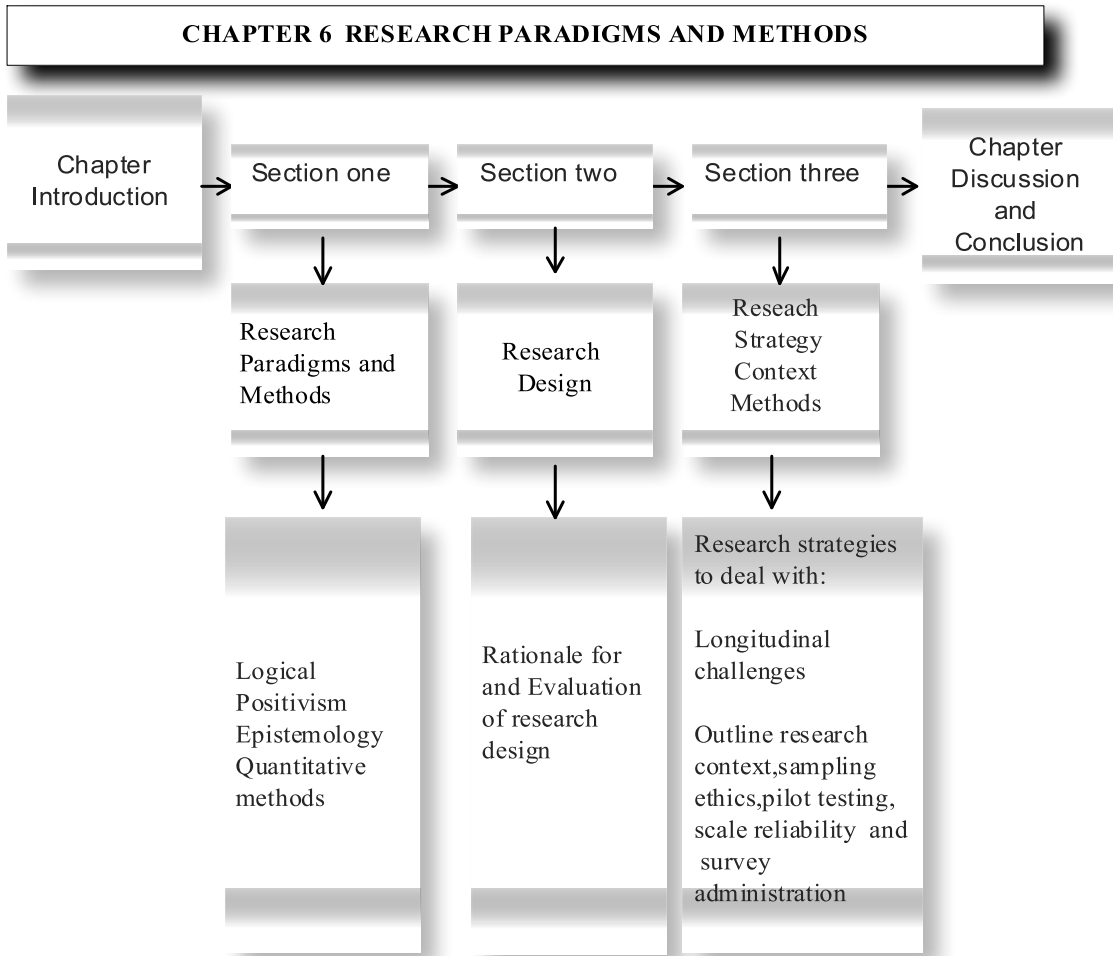 CHAPTER 6 RESEARCH PARADIGMS AND METHODS
Chapter
Introduction
Section one
Section two
Section three
Chapter
Discussion
and
Conclusion
Research
Paradigms and
Methods
Research
Design
Reseach
Strategy
Context
Methods
Logical
Positivism
Epistemology
Quantitative
methods
Rationale for
and Evaluation
of research
design
Research strategies
to deal with:
Longitudinal
challenges
Outline research
context,sampling
ethics,pilot testing,
scale reliability and
survey
administration